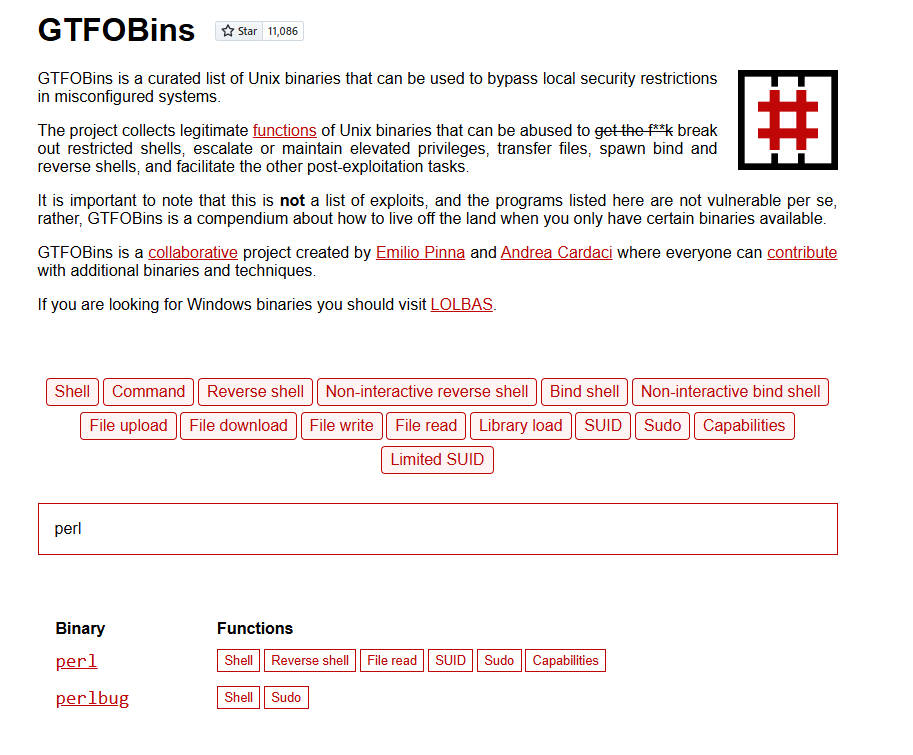 GTFOBins
Star 11,086
GTFOBins is a curated list of Unix binaries that can be used to bypass local security restrictions
in misconfigured systems.
The project collects legitimate functions of Unix binaries that can be abused to get the f**k break
out restricted shells, escalate or maintain elevated privileges, transfer files, spawn bind and
reverse shells, and facilitate the other post-exploitation tasks.
It is important to note that this is not a list of exploits, and the programs listed here are not vulnerable per se,
rather, GTFOBins is a compendium about how to live off the land when you only have certain binaries available.
GTFOBins is a collaborative project created by Emilio Pinna and Andrea Cardaci where everyone can contribute
with additional binaries and techniques.
If you are looking for Windows binaries you should visit LOLBAS.
Shell Command Reverse shell Non-interactive reverse shell Bind shell Non-interactive bind shell
File upload File download File write File read Library load SUID Sudo Capabilities
Limited SUID
perl
Binary Functions
perl Shell Reverse shell File read SUID Sudo Capabilities
perlbug Shell Sudo